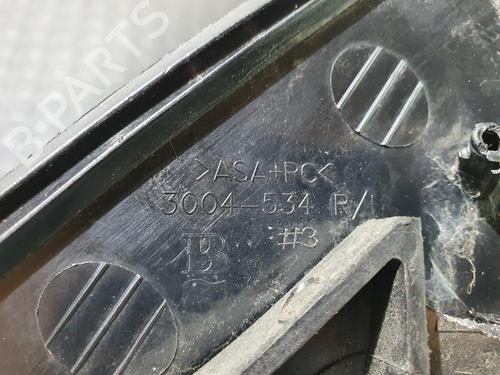 B-PARTS
>ASA+PC<
3004-534 R/
#3
B